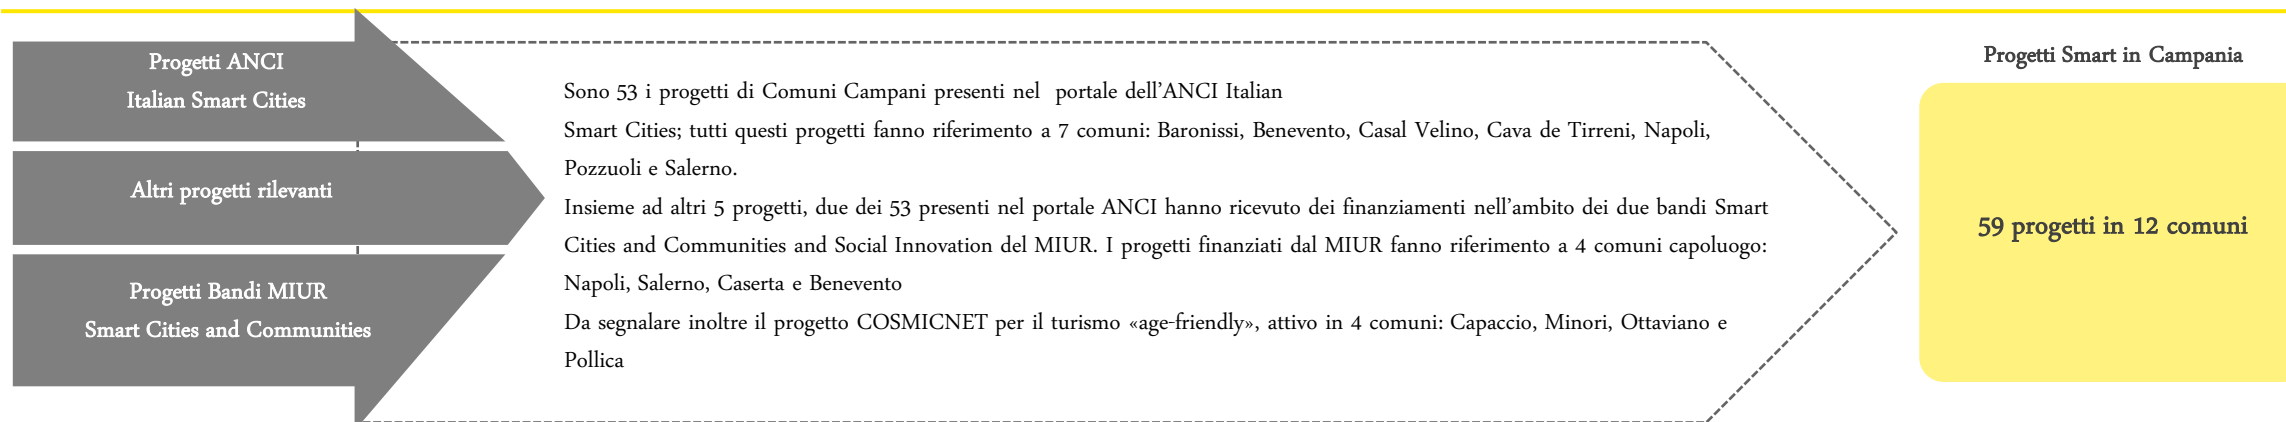 Progetti ANCI
Italian Smart Cities
Altri progetti rilevanti
Progetti Bandi MIUR
Smart Cities and Communities
Sono 53 i progetti di Comuni Campani presenti nel portale dell'ANCI Italian
Smart Cities; tutti questi progetti fanno riferimento a 7 comuni: Baronissi, Benevento, Casal Velino, Cava de Tirreni, Napoli,
Pozzuoli e Salerno.
Insieme ad altri 5 progetti, due dei 53 presenti nel portale ANCI hanno ricevuto dei finanziamenti nell'ambito dei due bandi Smart
Cities and Communities and Social Innovation del MIUR. I progetti finanziati dal MIUR fanno riferimento a 4 comuni capoluogo:
Napoli, Salerno, Caserta e Benevento
Da segnalare inoltre il progetto COSMICNET per il turismo «age-friendly», attivo in 4 comuni: Capaccio, Minori, Ottaviano e
Pollica
Progetti Smart in Campania
59 progetti in 12 comuni